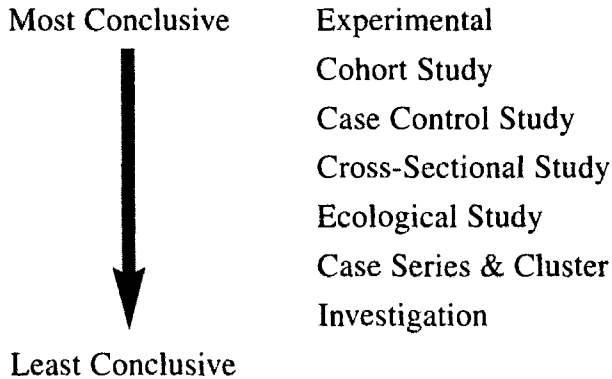 Most Conclusive
Experimental
Cohort Study
Case Control Study
Cross-Sectional Study
Ecological Study
Case Series & Cluster
Investigation
Least Conclusive